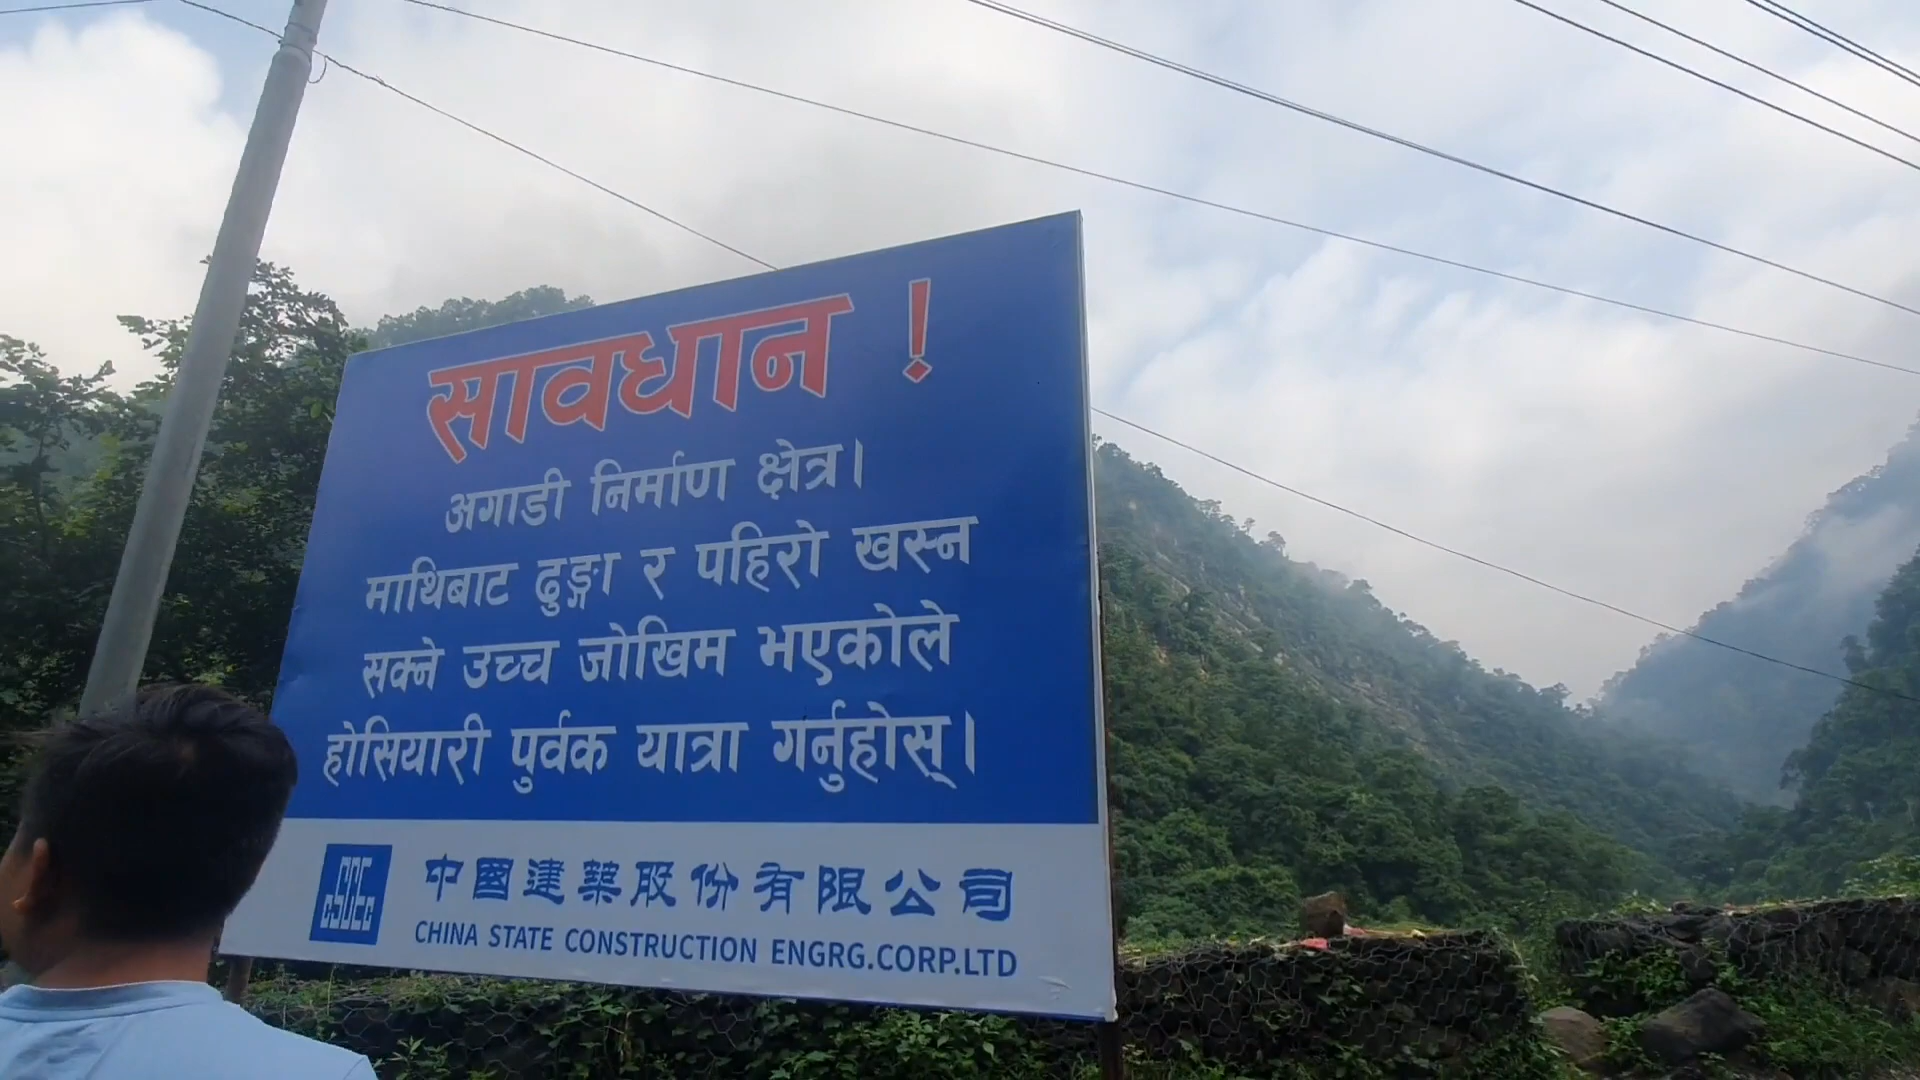 सावधान !
अगाडी निर्माण क्षेत्र।
माथिबाट ढुङ्गा र पहिरो खस्न
सक्ने उच्च जोखिम भएकोले
होसियारी पुर्वक यात्रा गर्नुहोस्।
CSCEC
中國建築股份有限公司
CHINA STATE CONSTRUCTION ENGRG.CORP.LTD